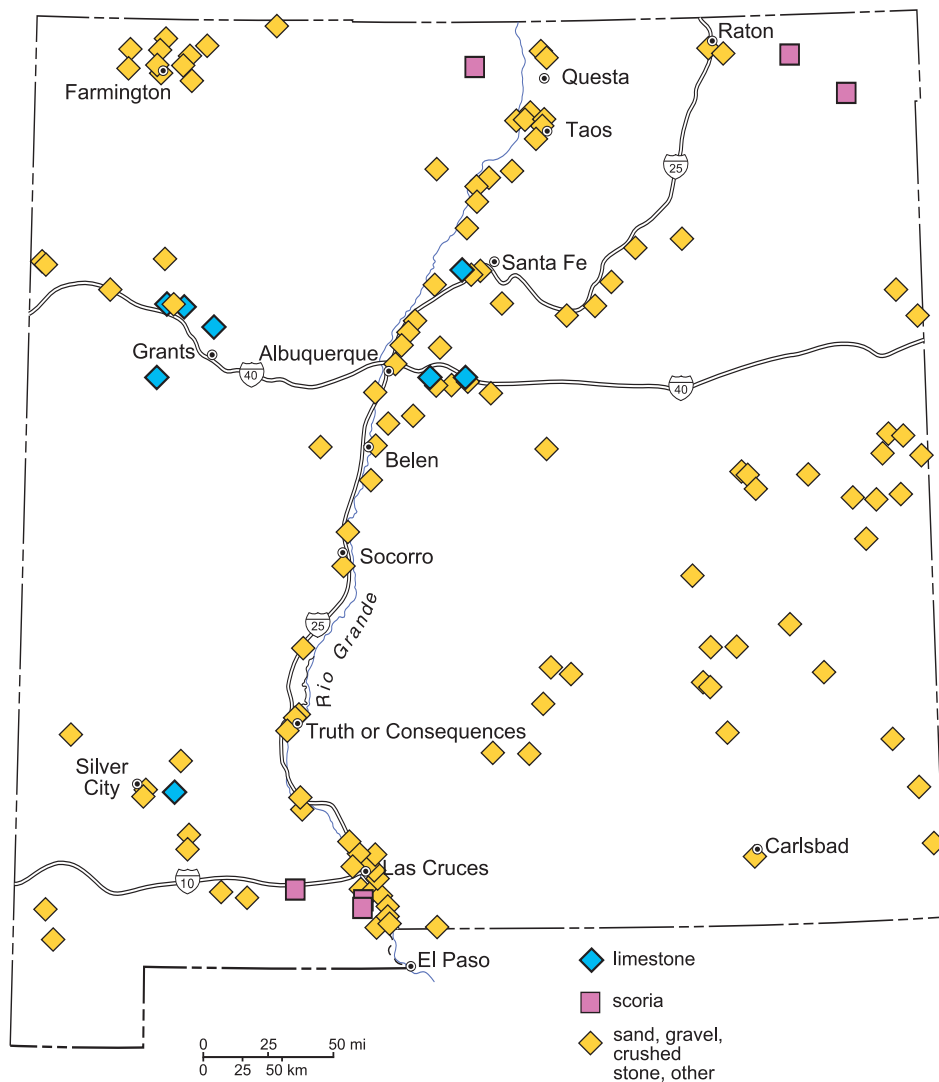 Raton
Farmington
Questa
Taos
25
Santa Fe
Grants
Albuquerque
40
40
Belen
Socorro
25
Rio Grande
Truth or Consequences
Silver
City
Carlsbad
Las Cruces
10
El Paso
limestone
scoria
sand, gravel,
crushed
stone, other
0 25 50 mi
0 25 50 km